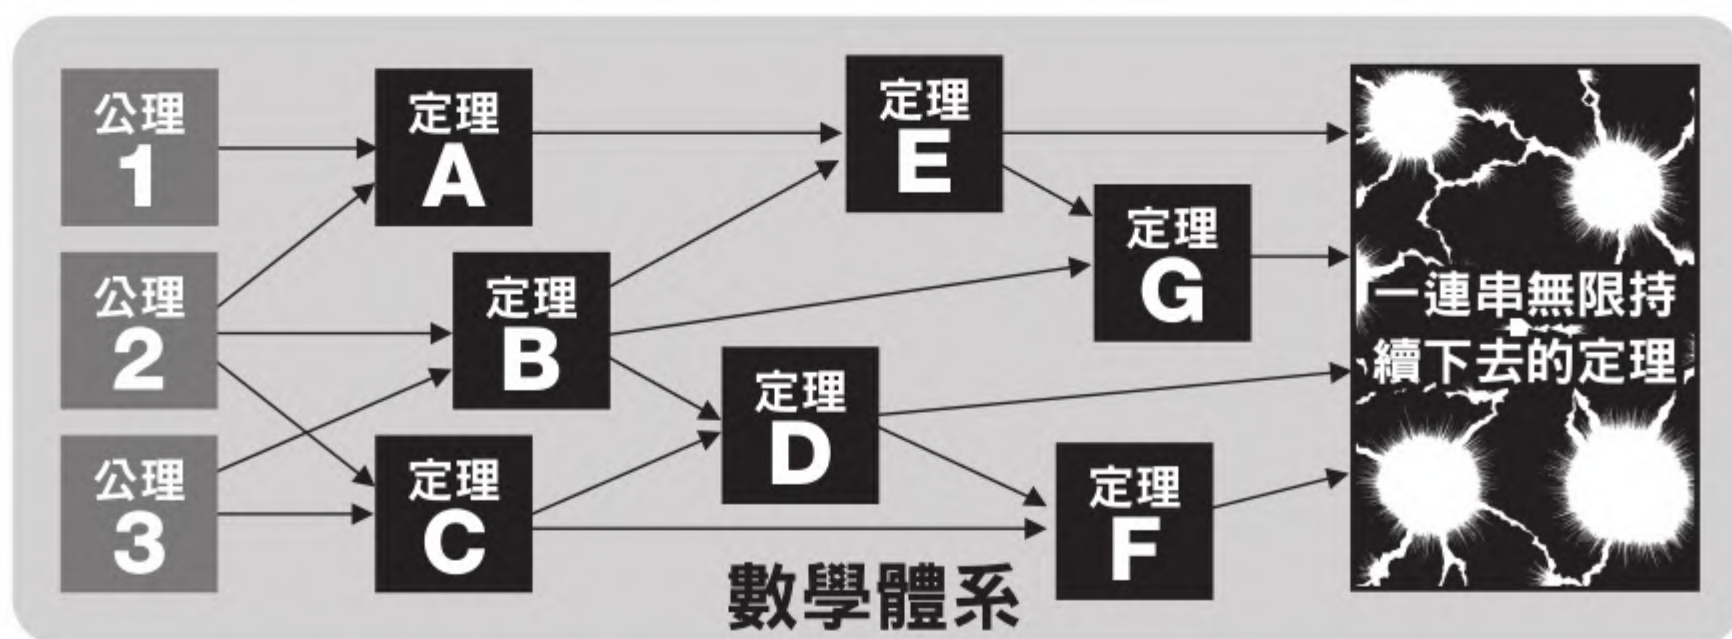 公理
1
定理
A
定理
E
公理
2
定理
B
定理
G
公理
3
定理
C
定理
D
定理
F
一連串無限持
續下去的定理
數學體系